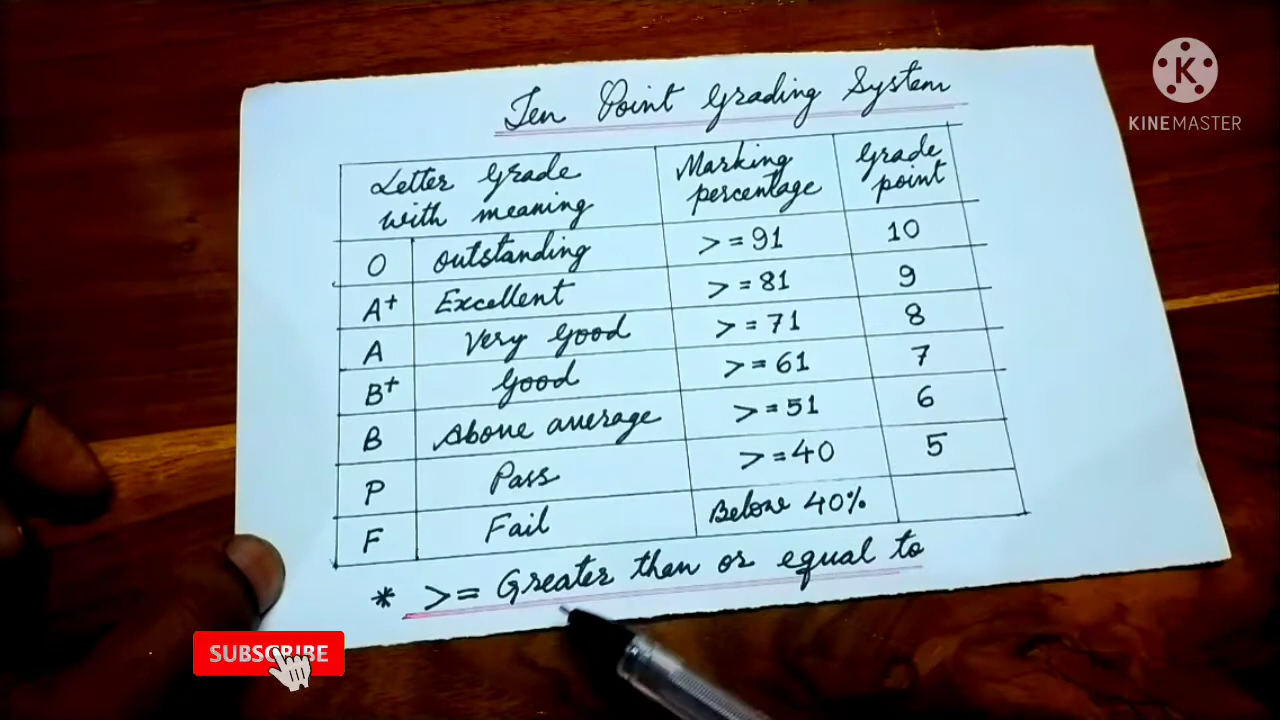 Ten Point Grading System
Letter Grade with meaning Marking percentage Grade point
O Outstanding >=91 10
A+ Excellent >=81 9
A Very Good >=71 8
B+ Good >=61 7
B Above average >=51 6
P Pass >=40 5
F Fail Below 40%
* >= Greater than or equal to
SUBSCRIBE
K
KINEMASTER